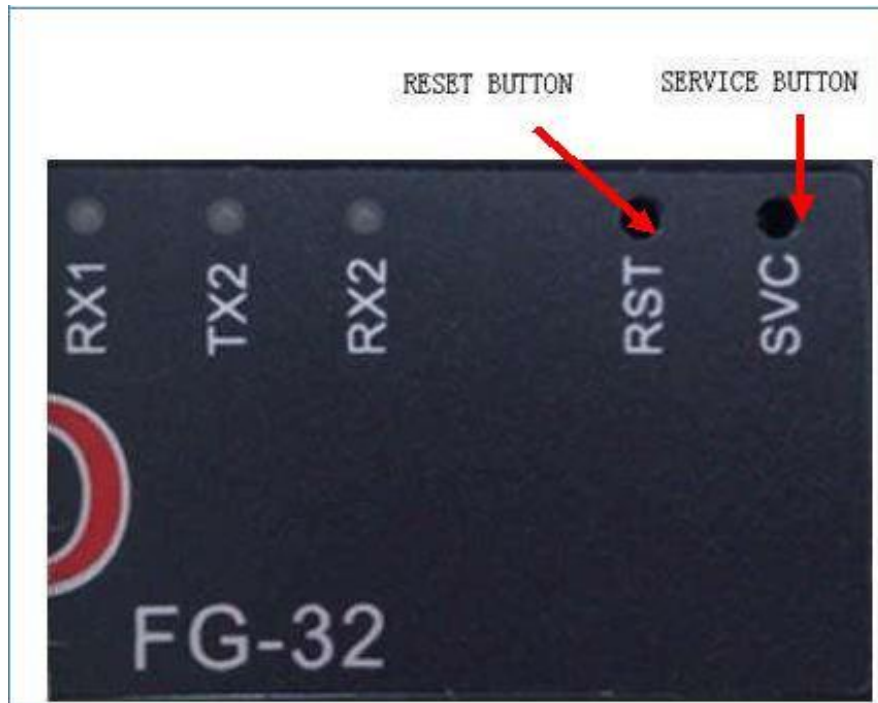 RESET BUTTON
SERVICE BUTTON
RX1
TX2
RX2
RST
SVC
FG-32